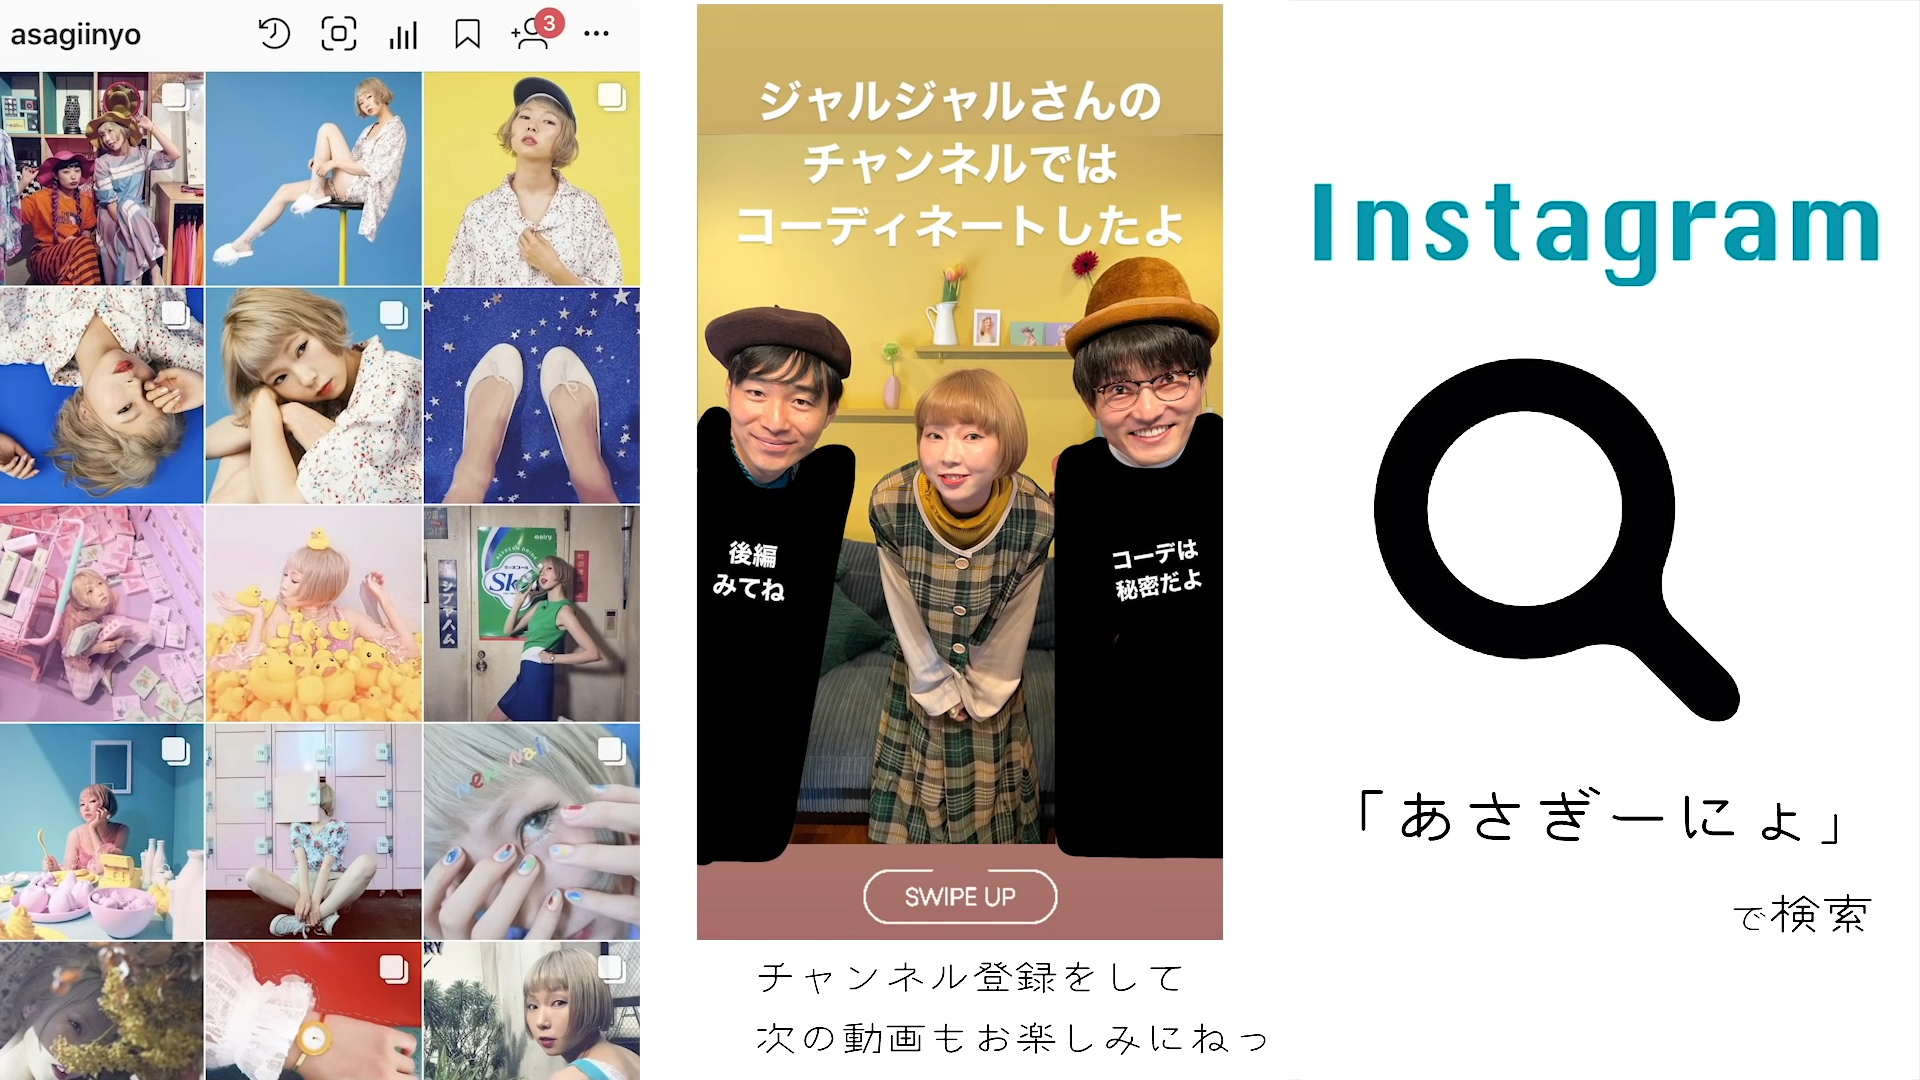 asagiinyo
3
ジャルジャルさんの
チャンネルでは
コーディネートしたよ
後編
みてね
コーデは
秘密だよ
SWIPE UP
チャンネル登録をして
次の動画もお楽しみにねっ
Instagram
「あさぎーにょ」
で検索